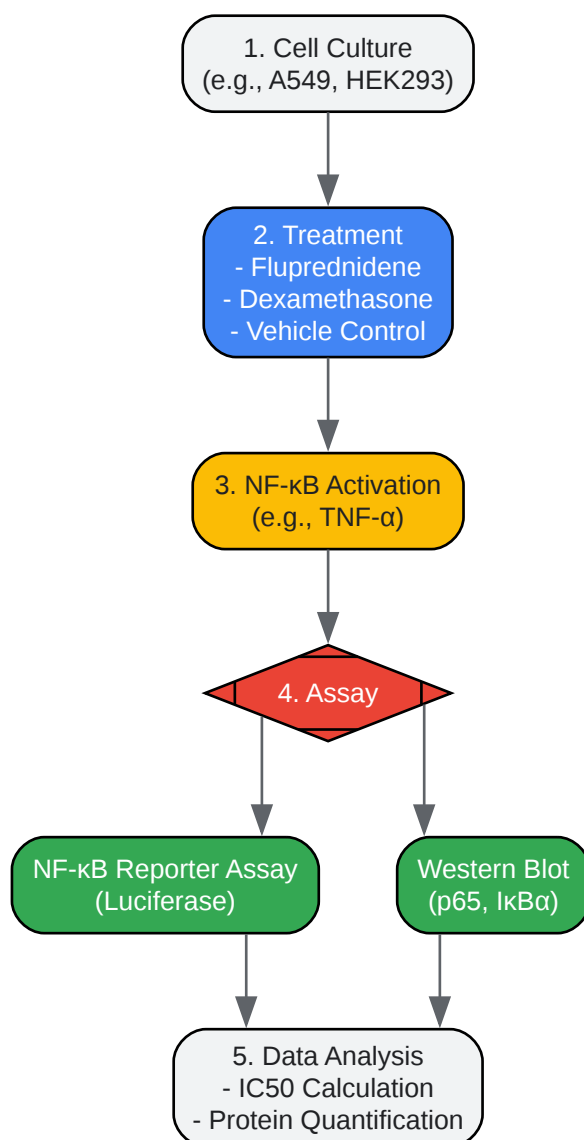 1. Cell Culture
(e.g., A549, HEK293)
2. Treatment
- Fluprednidene
- Dexamethasone
- Vehicle Control
3. NF-κB Activation
(e.g., TNF-α)
4. Assay
NF-κB Reporter Assay
(Luciferase)
Western Blot
(p65, IκBα)
5. Data Analysis
- IC50 Calculation
- Protein Quantification